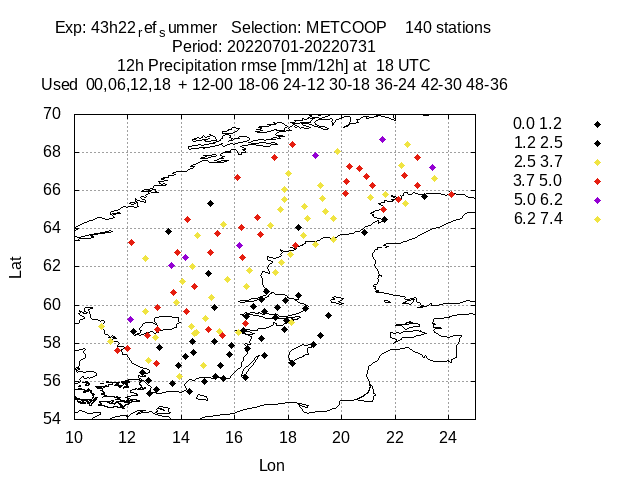 Exp: 43h22refsummer Selection: METCOOP 140 stations
Period: 20220701-20220731
12h Precipitation rmse [mm/12h] at 18 UTC
Used 00,06,12,18 + 12-00 18-06 24-12 30-18 36-24 42-30 48-36
70
68
66
64
62
60
58
56
54
Lat
10 12 14 16 18 20 22 24
Lon
0.0 1.2
1.2 2.5
2.5 3.7
3.7 5.0
5.0 6.2
6.2 7.4